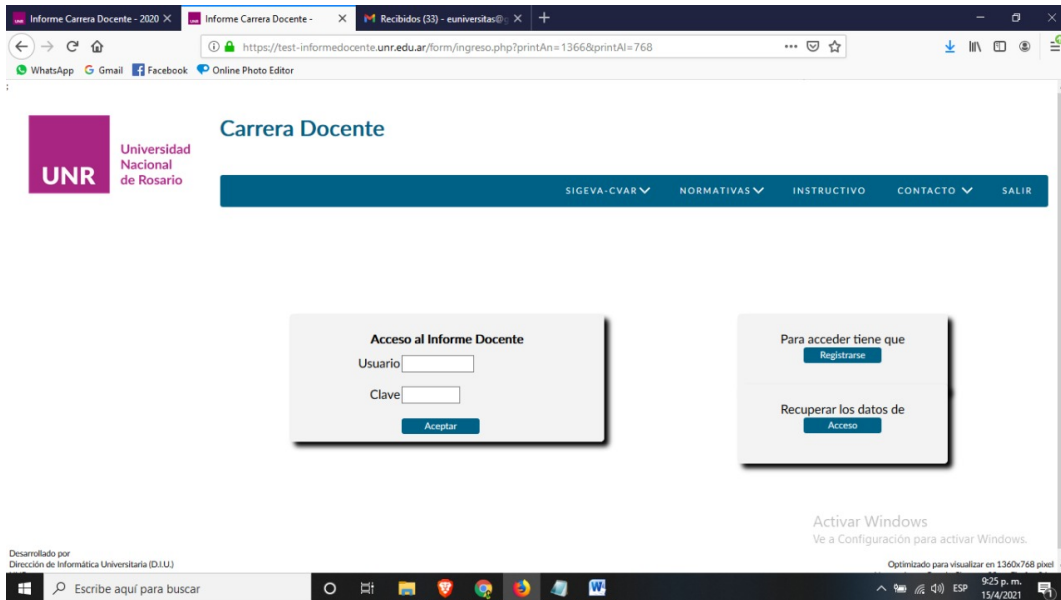 Informe Carrera Docente - 2020
Informe Carrera Docente -
Recibidos (33) - euniversitas@g
https://test-informedocente.unr.edu.ar/form/ingreso.php?printAn=1366&printAl=768
WhatsApp Gmail Facebook Online Photo Editor
;
UNR
Universidad
Nacional
de Rosario
Carrera Docente
SIGEVA-CVAR NORMATIVAS INSTRUCTIVO CONTACTO SALIR
Acceso al Informe Docente
Usuario
Clave
Aceptar
Para acceder tiene que
Registrarse
Recuperar los datos de
Acceso
Activar Windows
Ve a Configuración para activar Windows.
Desarrollado por
Dirección de Informática Universitaria (D.I.U.)
Optimizado para visualizar en 1360x768 pixel
Escribe aquí para buscar
ESP
9:25 p. m.
15/4/2021